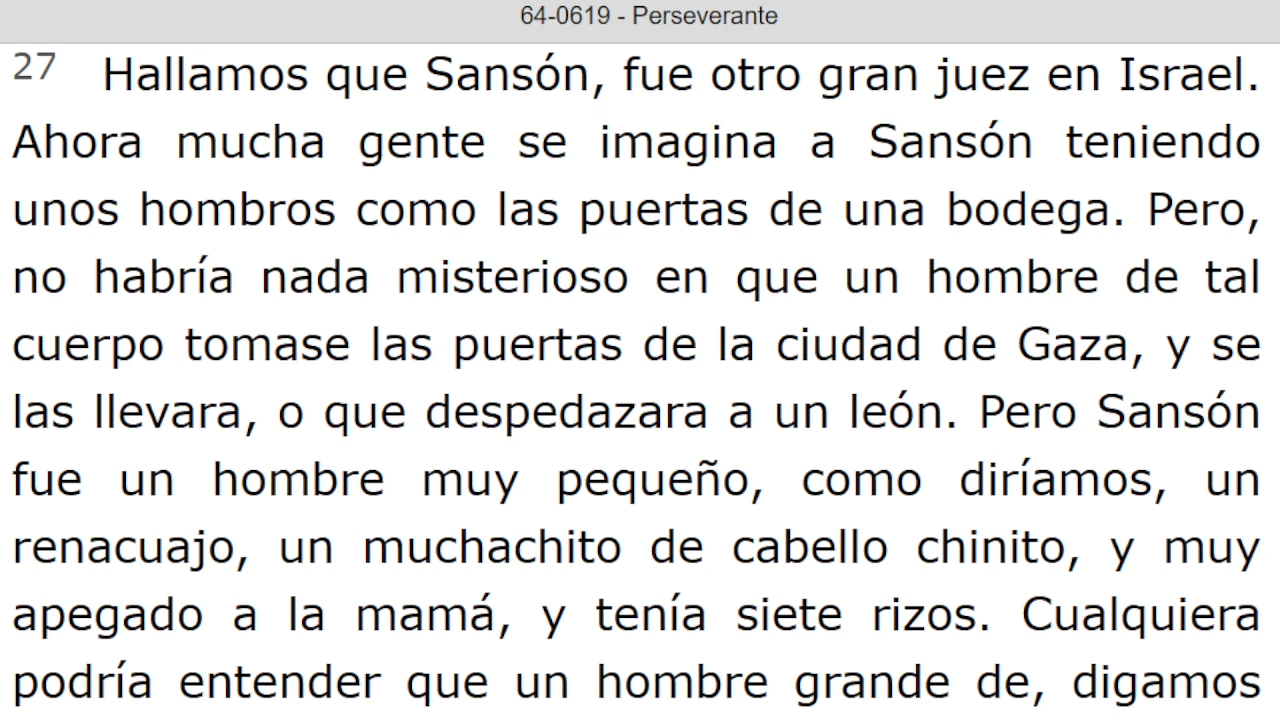 64-0619 - Perseverante
27 Hallamos que Sansón, fue otro gran juez en Israel.
Ahora mucha gente se imagina a Sansón teniendo
unos hombros como las puertas de una bodega. Pero,
no habría nada misterioso en que un hombre de tal
cuerpo tomase las puertas de la ciudad de Gaza, y se
las llevara, o que despedazara a un león. Pero Sansón
fue un hombre muy pequeño, como diríamos, un
renacuajo, un muchachito de cabello chinito, y muy
apegado a la mamá, y tenía siete rizos. Cualquiera
podría entender que un hombre grande de, digamos